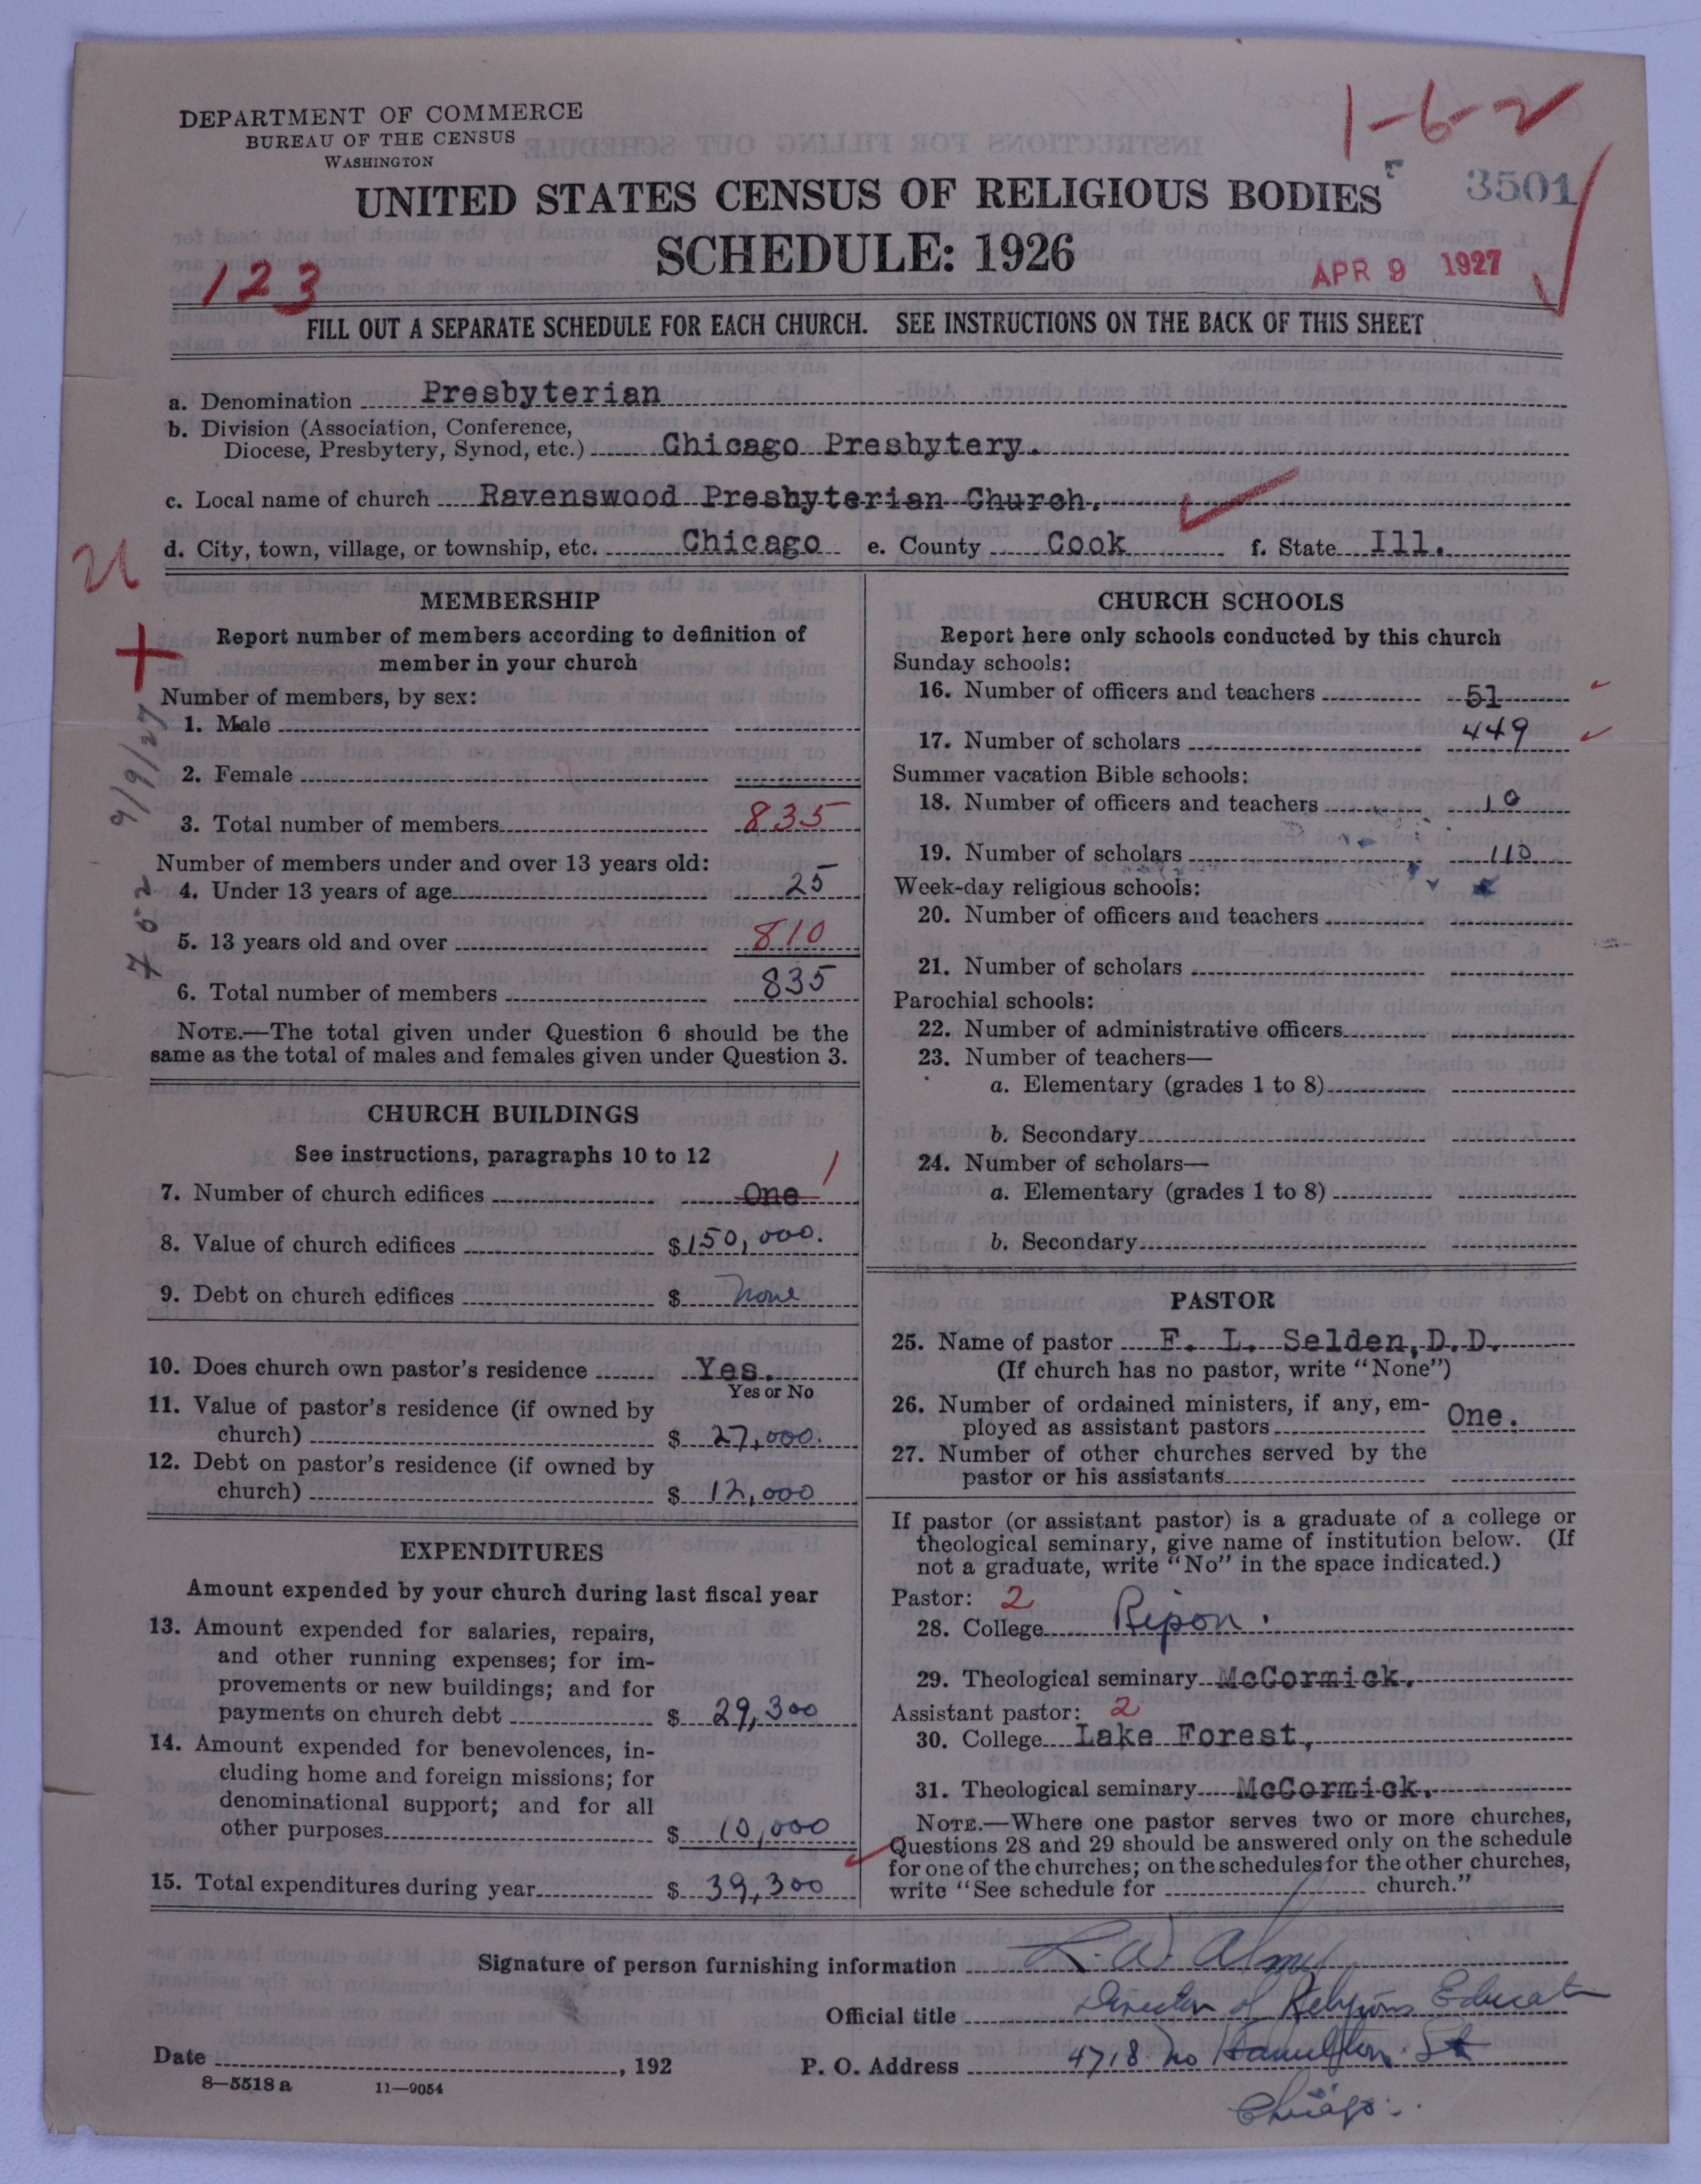 1-6-2
DEPARTMENT OF COMMERCE
BUREAU OF THE CENSUS
WASHINGTON
UNITED STATES CENSUS OF RELIGIOUS BODIES
3501
SCHEDULE: 1926
APR 9 1927
123
FILL OUT A SEPARATE SCHEDULE FOR EACH CHURCH. SEE INSTRUCTIONS ON THE BACK OF THIS SHEET
a. Denomination Presbyterian
b. Division (Association, Conference,
Diocese, Presbytery, Synod, etc.) Chicago Presbytery.
c. Local name of church Ravenswood Presbyterian Church.
d. City, town, village, or township, etc. Chicago e. County Cook f. State Ill.
MEMBERSHIP
Report number of members according to definition of
member in your church
Number of members, by sex:
1. Male
2. Female
3. Total number of members 835
Number of members under and over 13 years old:
4. Under 13 years of age 25
5. 13 years old and over 810
6. Total number of members 835
NOTE.—The total given under Question 6 should be the
same as the total of males and females given under Question 3.
9/9/27
702
CHURCH BUILDINGS
See instructions, paragraphs 10 to 12
7. Number of church edifices One 1
8. Value of church edifices $150,000.
9. Debt on church edifices $ None
10. Does church own pastor's residence Yes.
Yes or No
11. Value of pastor's residence (if owned by
church) $ 27,000.
12. Debt on pastor's residence (if owned by
church) $ 12,000
EXPENDITURES
Amount expended by your church during last fiscal year
13. Amount expended for salaries, repairs,
and other running expenses; for im-
provements or new buildings; and for
payments on church debt $ 29,300
14. Amount expended for benevolences, in-
cluding home and foreign missions; for
denominational support; and for all
other purposes $ 10,000
15. Total expenditures during year $ 39,300
CHURCH SCHOOLS
Report here only schools conducted by this church
Sunday schools:
16. Number of officers and teachers 51
17. Number of scholars 449
Summer vacation Bible schools:
18. Number of officers and teachers 10
19. Number of scholars 110
Week-day religious schools:
20. Number of officers and teachers
21. Number of scholars
Parochial schools:
22. Number of administrative officers
23. Number of teachers—
a. Elementary (grades 1 to 8)
b. Secondary
24. Number of scholars—
a. Elementary (grades 1 to 8)
b. Secondary
PASTOR
25. Name of pastor F. L. Selden, D.D.
(If church has no pastor, write "None")
26. Number of ordained ministers, if any, em-
ployed as assistant pastors One.
27. Number of other churches served by the
pastor or his assistants
If pastor (or assistant pastor) is a graduate of a college or
theological seminary, give name of institution below. (If
not a graduate, write "No" in the space indicated.)
Pastor: 2
28. College Ripon.
29. Theological seminary McCormick.
Assistant pastor: 2
30. College Lake Forest,
31. Theological seminary McCormick.
NOTE.—Where one pastor serves two or more churches,
Questions 28 and 29 should be answered only on the schedule
for one of the churches; on the schedules for the other churches,
write "See schedule for church."
Signature of person furnishing information L. W. Almy
Official title Director of Religious Educat
Date , 192 P. O. Address 4718 No Hamilton St
8—5518 a 11—9054
Chicago.